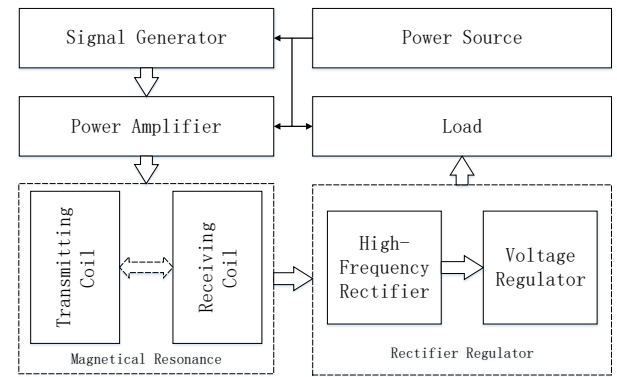 Signal Generator
Power Source
Power Amplifier
Load
Transmitting
Coil
Receiving
Coil
Magnetical Resonance
High-
Frequency
Rectifier
Voltage
Regulator
Rectifier Regulator